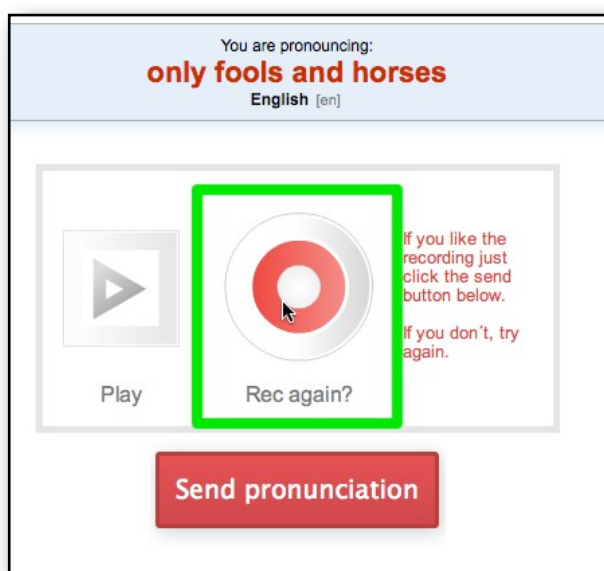 You are pronouncing:
only fools and horses
English [en]
If you like the
recording just
click the send
button below.
If you don´t, try
again.
Play
Rec again?
Send pronunciation